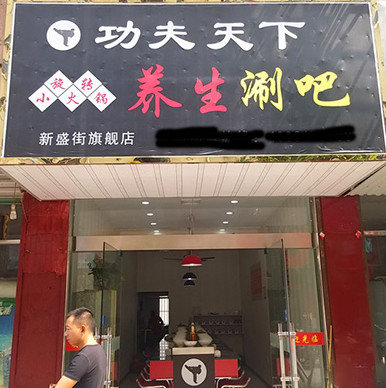 功夫天下
旋转
小火锅
养生涮吧
新盛街旗舰店